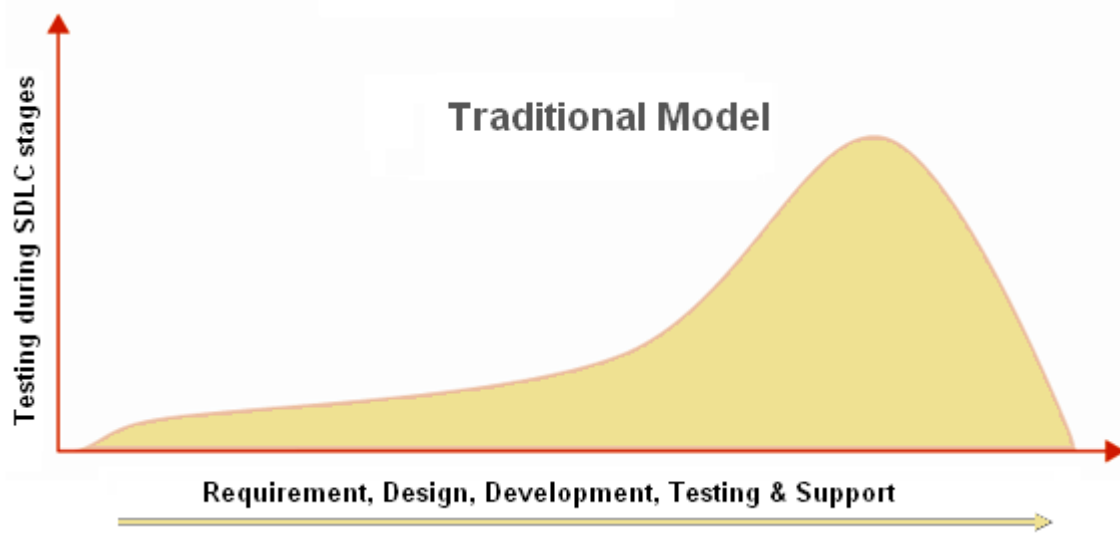 Traditional Model
Testing during SDLC stages
Requirement, Design, Development, Testing & Support